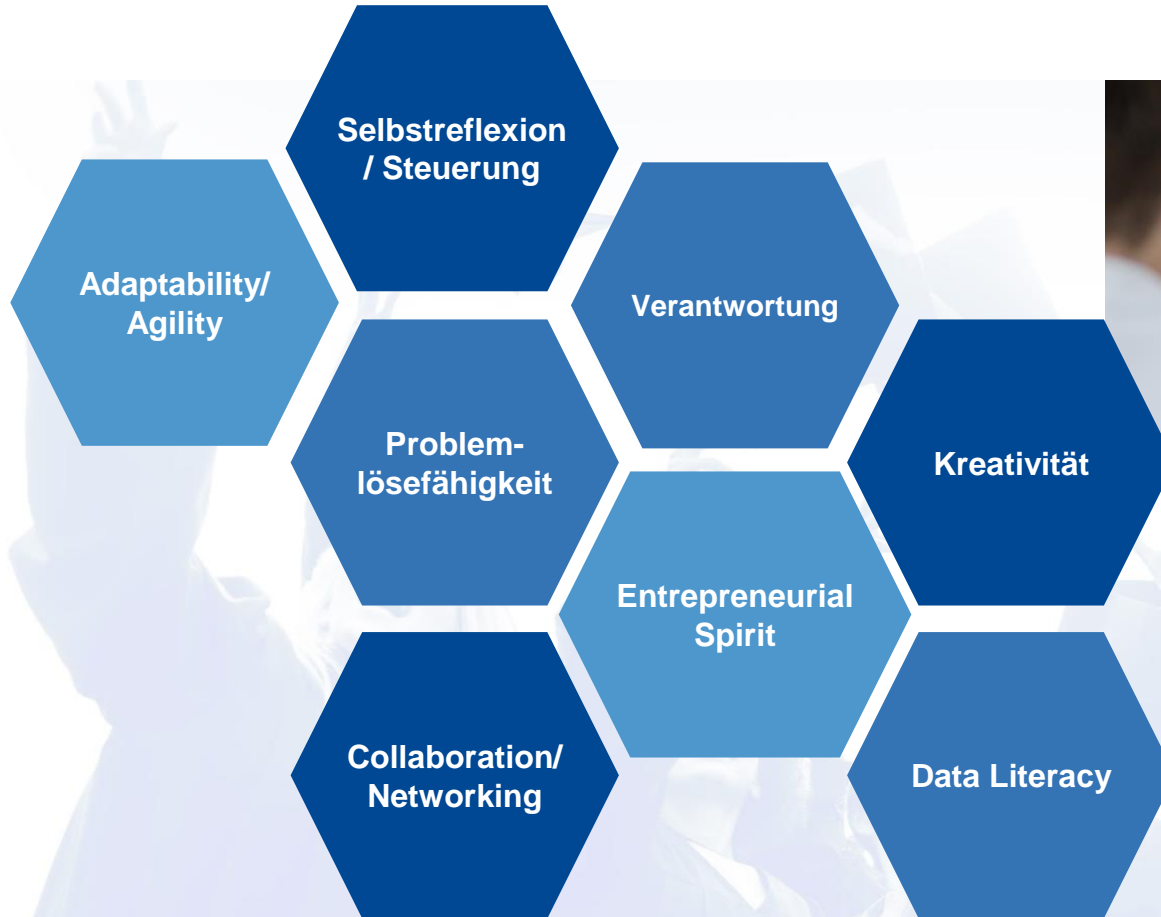 Selbstreflexion
/ Steuerung
Adaptability/
Agility
Verantwortung
Problem-
lösefähigkeit
Kreativität
Entrepreneurial
Spirit
Collaboration/
Networking
Data Literacy